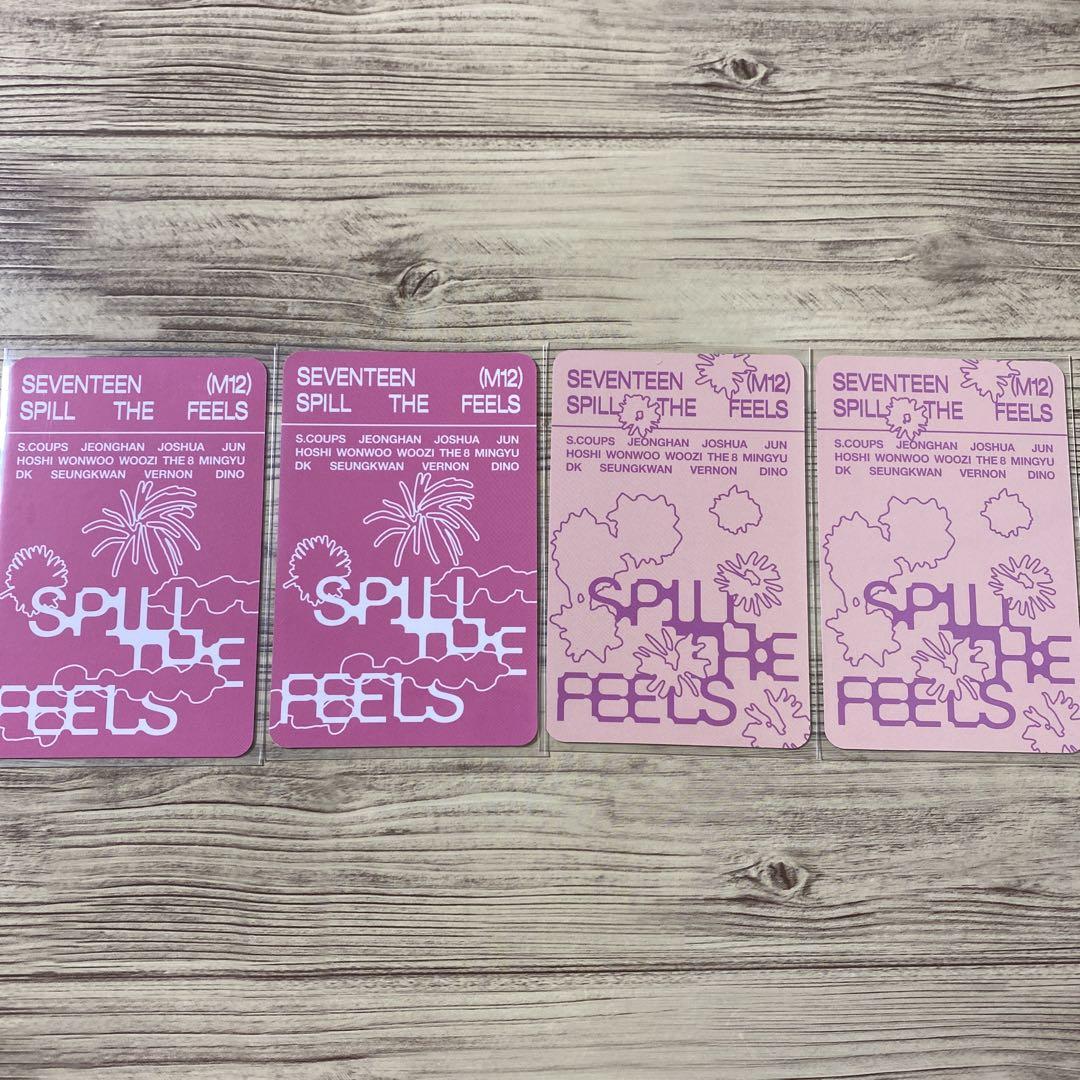 SEVENTEEN (M12)
SPILL THE FEELS
S.COUPS JEONGHAN JOSHUA JUN
HOSHI WONWOO WOOZI THE 8 MINGYU
DK SEUNGKWAN VERNON DINO
SPILL
THE
FEELS
SEVENTEEN (M12)
SPILL THE FEELS
S.COUPS JEONGHAN JOSHUA JUN
HOSHI WONWOO WOOZI THE 8 MINGYU
DK SEUNGKWAN VERNON DINO
SPILL
THE
FEELS
SEVENTEEN (M12)
SPILL THE FEELS
S.COUPS JEONGHAN JOSHUA JUN
HOSHI WONWOO WOOZI THE 8 MINGYU
DK SEUNGKWAN VERNON DINO
SPILL
THE
FEELS
SEVENTEEN (M12)
SPILL THE FEELS
S.COUPS JEONGHAN JOSHUA JUN
HOSHI WONWOO WOOZI THE 8 MINGYU
DK SEUNGKWAN VERNON DINO
SPILL
THE
FEELS